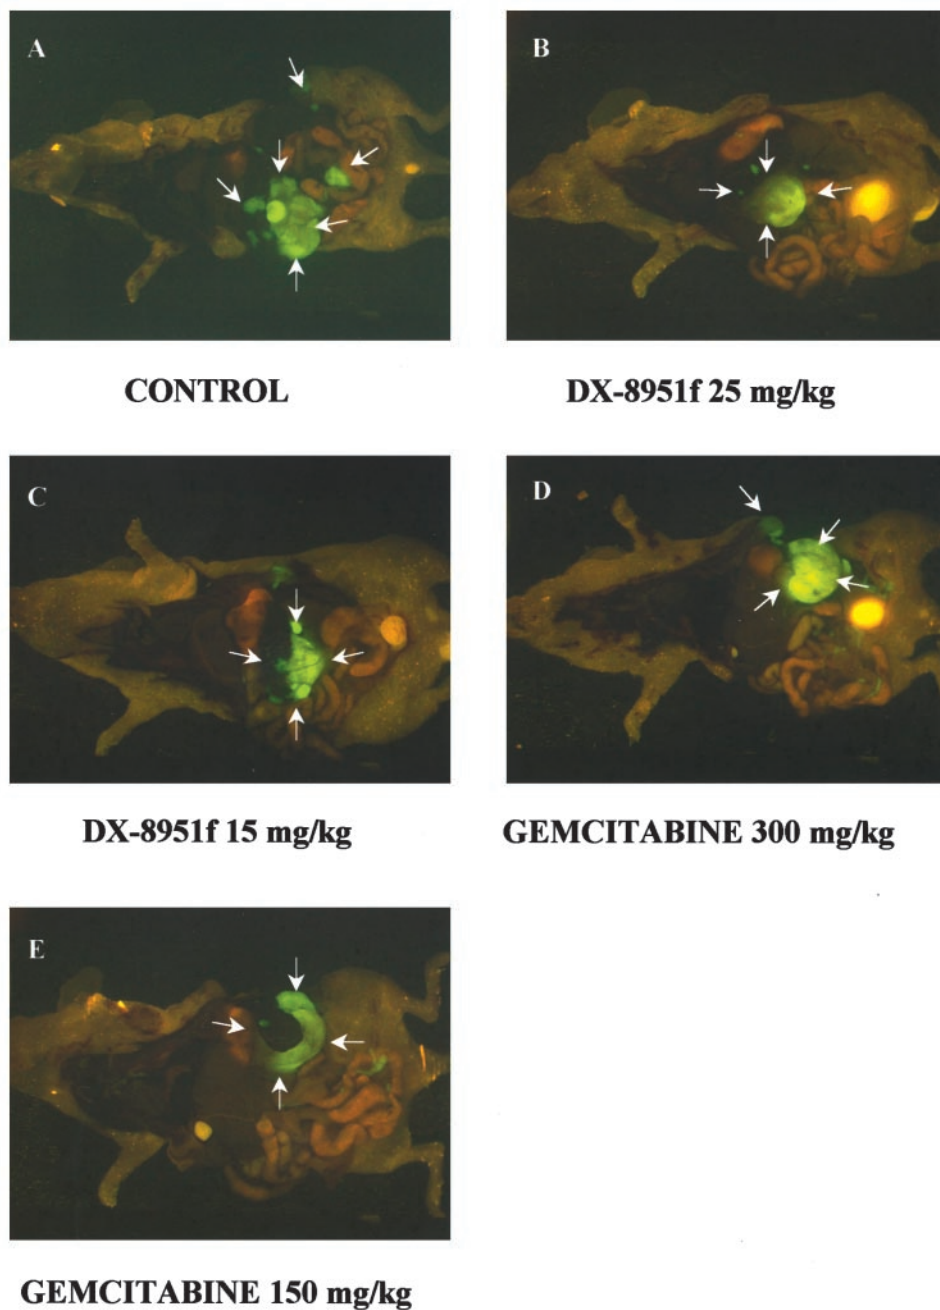 A
B
CONTROL
DX-8951f 25 mg/kg
C
D
DX-8951f 15 mg/kg
GEMCITABINE 300 mg/kg
E
GEMCITABINE 150 mg/kg